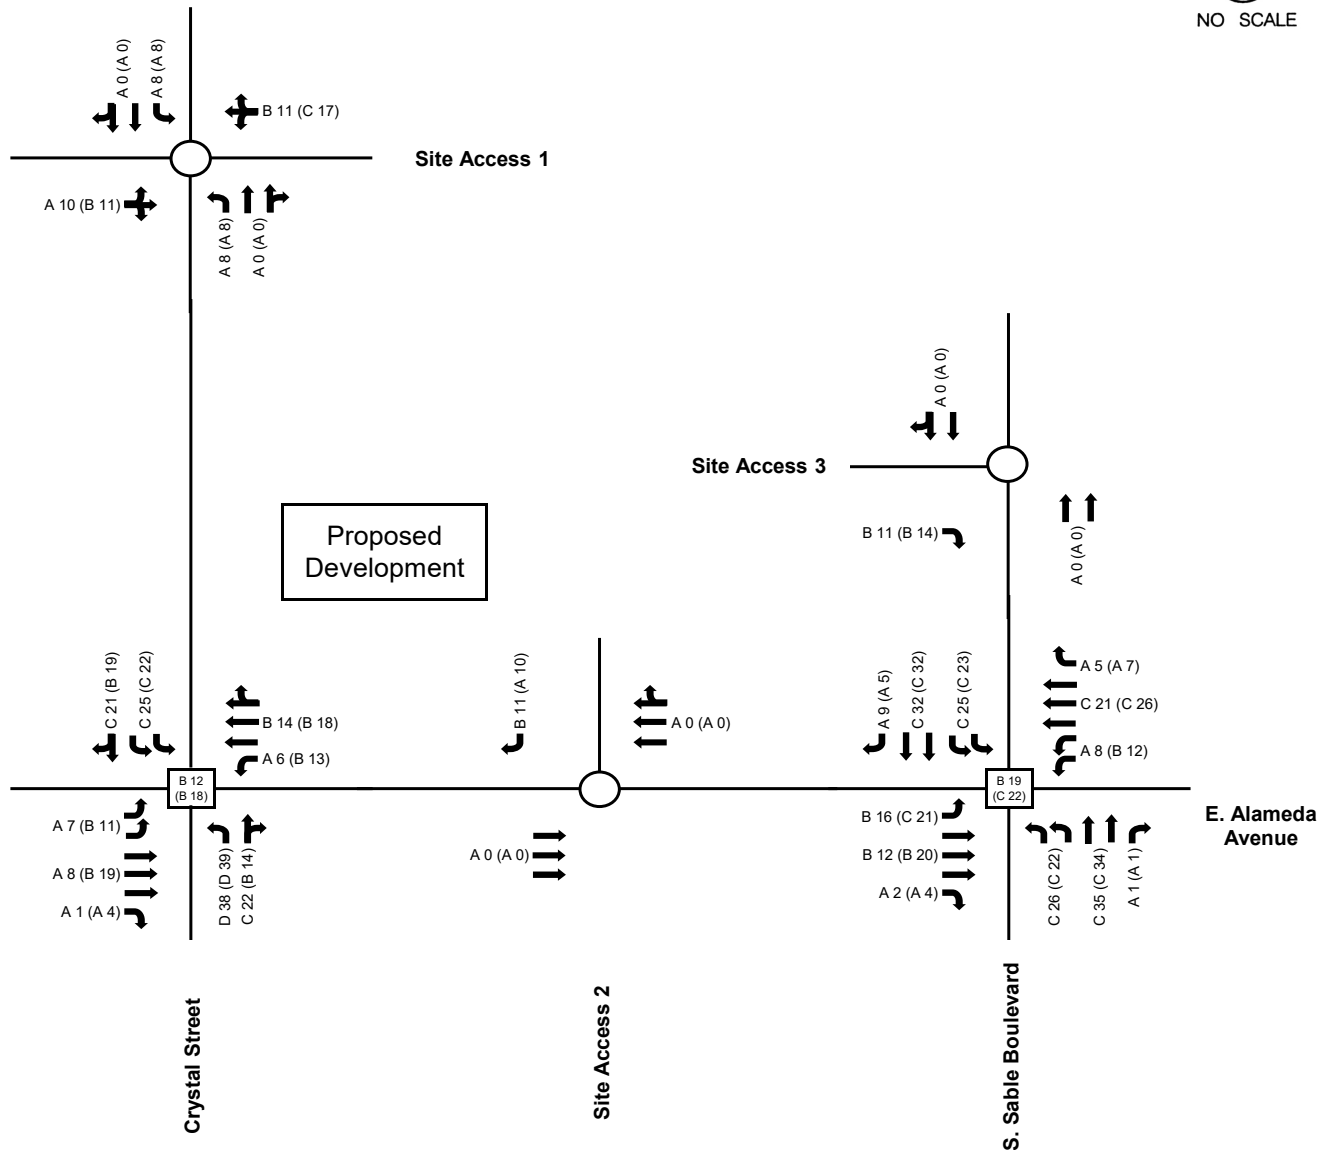 NO SCALE
A 0 (A 0)
A 8 (A 8)
B 11 (C 17)
Site Access 1
A 10 (B 11)
A 8 (A 8)
A 0 (A 0)
A 0 (A 0)
Site Access 3
B 11 (B 14)
A 0 (A 0)
Proposed
Development
C 21 (B 19)
C 25 (C 22)
B 14 (B 18)
A 6 (B 13)
B 12
(B 18)
A 7 (B 11)
A 8 (B 19)
A 1 (A 4)
D 38 (D 39)
C 22 (B 14)
B 11 (A 10)
A 0 (A 0)
A 0 (A 0)
A 9 (A 5)
C 32 (C 32)
C 25 (C 23)
A 5 (A 7)
C 21 (C 26)
A 8 (B 12)
B 19
(C 22)
B 16 (C 21)
B 12 (B 20)
A 2 (A 4)
C 26 (C 22)
C 35 (C 34)
A 1 (A 1)
E. Alameda
Avenue
Crystal Street
Site Access 2
S. Sable Boulevard